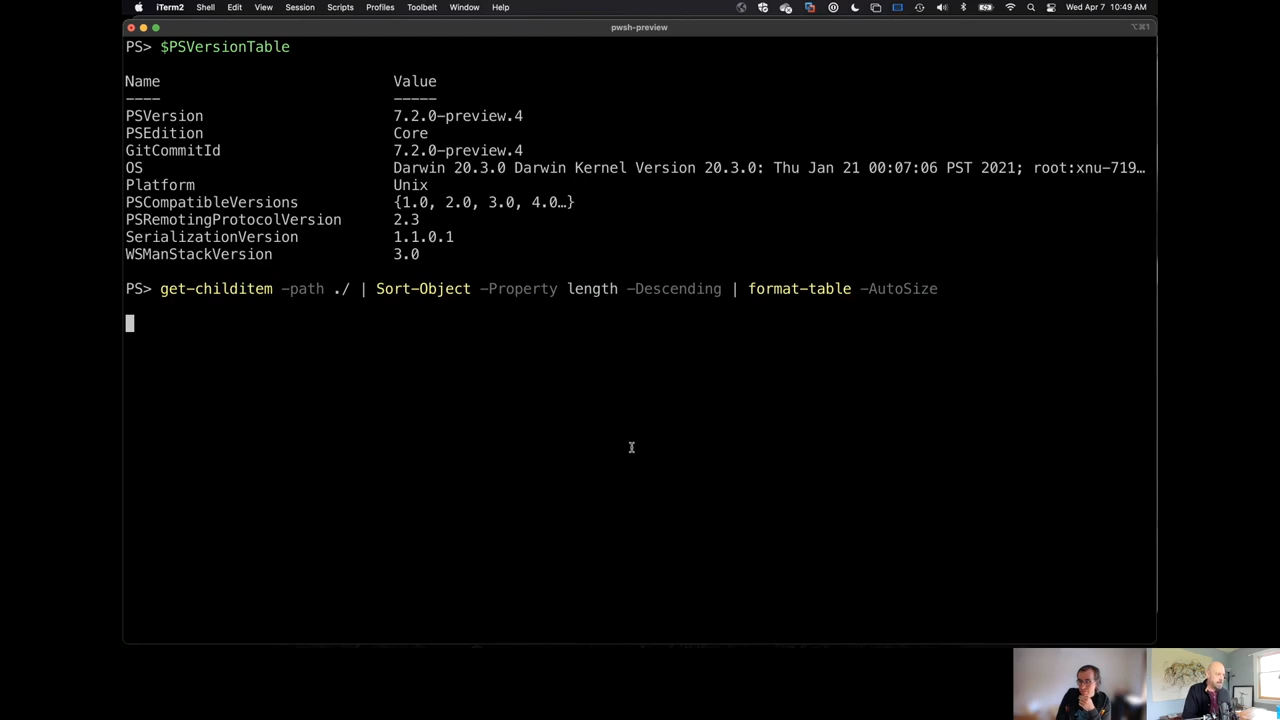 iTerm2 Shell Edit View Session Scripts Profiles Toolbelt Window Help Wed Apr 7 10:49 AM
pwsh-preview ⌥⌘1
PS> $PSVersionTable
Name Value
---- -----
PSVersion 7.2.0-preview.4
PSEdition Core
GitCommitId 7.2.0-preview.4
OS Darwin 20.3.0 Darwin Kernel Version 20.3.0: Thu Jan 21 00:07:06 PST 2021; root:xnu-719…
Platform Unix
PSCompatibleVersions {1.0, 2.0, 3.0, 4.0…}
PSRemotingProtocolVersion 2.3
SerializationVersion 1.1.0.1
WSManStackVersion 3.0
PS> get-childitem -path ./ | Sort-Object -Property length -Descending | format-table -AutoSize